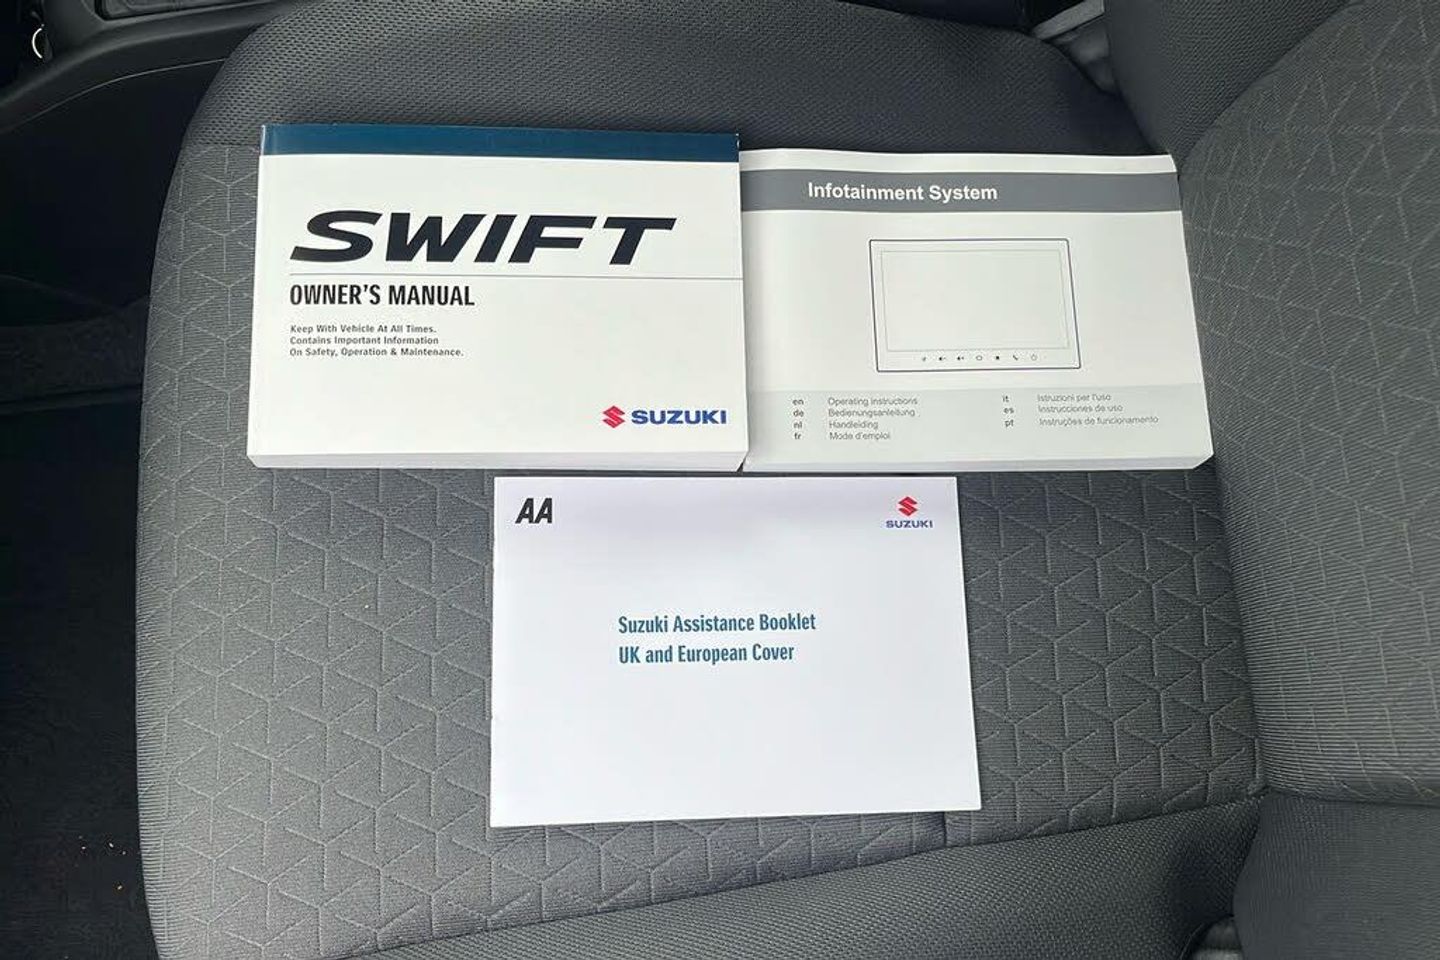 SWIFT
OWNER'S MANUAL
Keep With Vehicle At All Times.
Contains Important Information
On Safety, Operation & Maintenance.
SUZUKI
Infotainment System
en Operating instructions
de Bedienungsanleitung
nl Handleiding
fr Mode d'emploi
it Istruzioni per l'uso
es Instrucciones de uso
pt Instruções de funcionamento
AA
SUZUKI
Suzuki Assistance Booklet
UK and European Cover